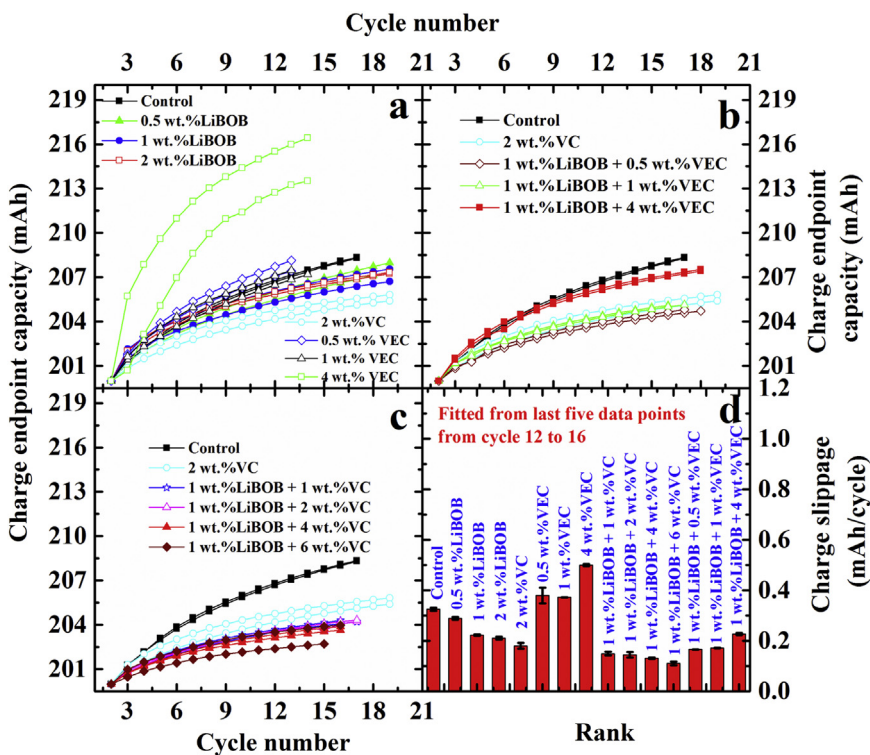 Cycle number
3 6 9 12 15 18 21 3 6 9 12 15 18 21
219
216
213
210
207
204
201
Charge endpoint capacity (mAh)
a
Control
0.5 wt.%LiBOB
1 wt.%LiBOB
2 wt.%LiBOB
2 wt.%VC
0.5 wt.% VEC
1 wt.% VEC
4 wt.% VEC
b
Control
2 wt.%VC
1 wt.%LiBOB + 0.5 wt.%VEC
1 wt.%LiBOB + 1 wt.%VEC
1 wt.%LiBOB + 4 wt.%VEC
219
216
213
210
207
204
201
Charge endpoint
capacity (mAh)
219
216
213
210
207
204
201
c
Control
2 wt.%VC
1 wt.%LiBOB + 1 wt.%VC
1 wt.%LiBOB + 2 wt.%VC
1 wt.%LiBOB + 4 wt.%VC
1 wt.%LiBOB + 6 wt.%VC
3 6 9 12 15 18 21
Cycle number
d
Fitted from last five data points
from cycle 12 to 16
Control
0.5 wt.%LiBOB
1 wt.%LiBOB
2 wt.%LiBOB
2 wt.%VC
0.5 wt.%VEC
1 wt.%VEC
4 wt.%VEC
1 wt.%LiBOB + 1 wt.%VC
1 wt.%LiBOB + 2 wt.%VC
1 wt.%LiBOB + 4 wt.%VC
1 wt.%LiBOB + 6 wt.%VC
1 wt.%LiBOB + 0.5 wt.%VEC
1 wt.%LiBOB + 1 wt.%VEC
1 wt.%LiBOB + 4 wt.%VEC
1.2
1.0
0.8
0.6
0.4
0.2
0.0
Charge slippage
(mAh/cycle)
Rank